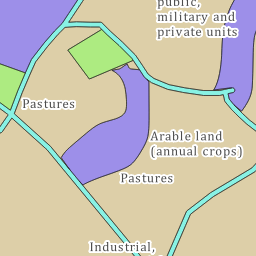 public,
military and
private units
Pastures
Arable land
(annual crops)
Pastures
Industrial,